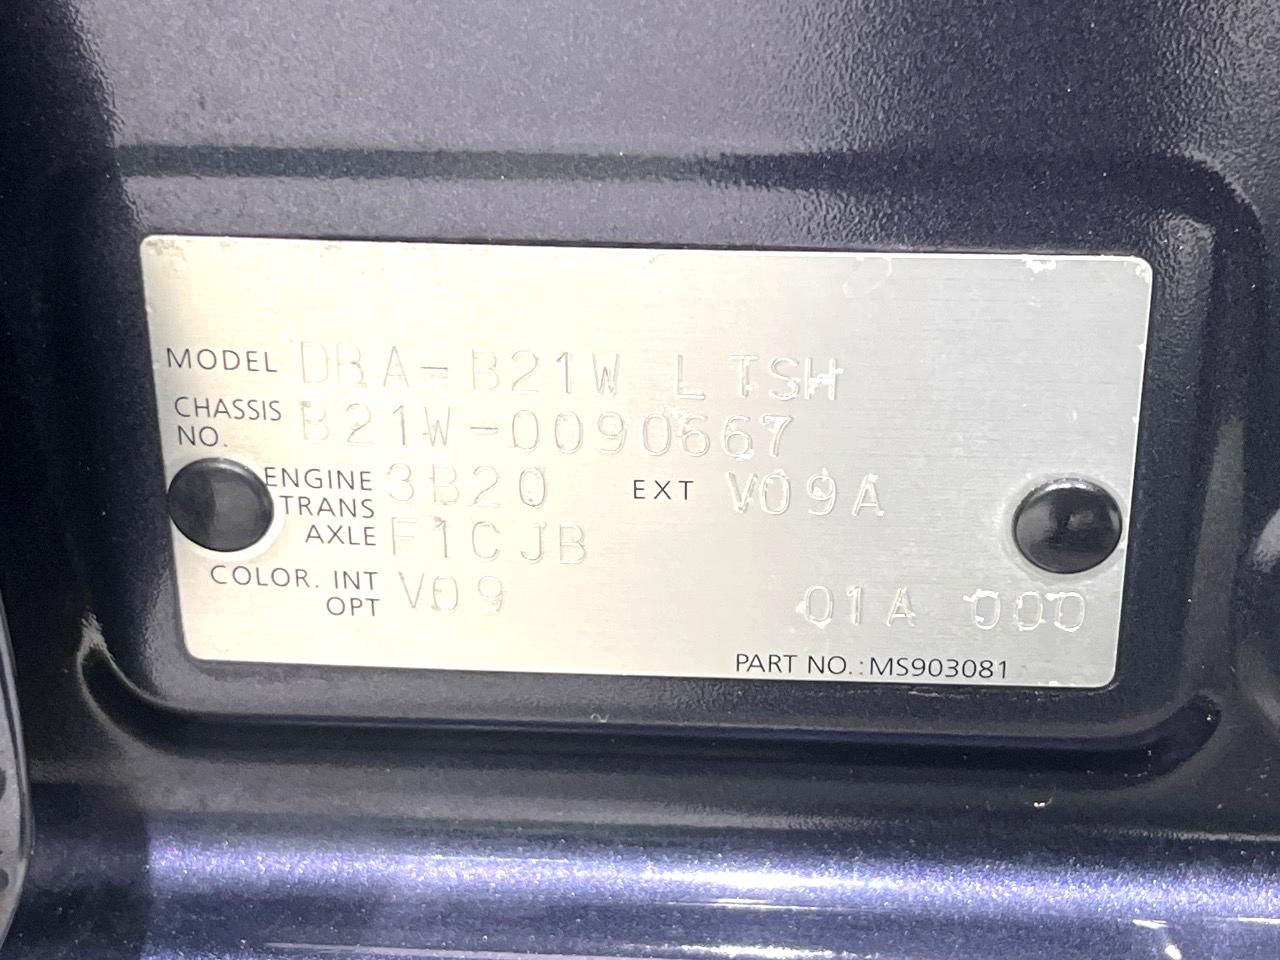 MODEL DBA-B21W LTSH
CHASSIS NO. B21W-0090667
ENGINE 3B20 EXT V09A
TRANS AXLE F1CJB
COLOR. INT OPT V09 01A 000
PART NO.: MS903081